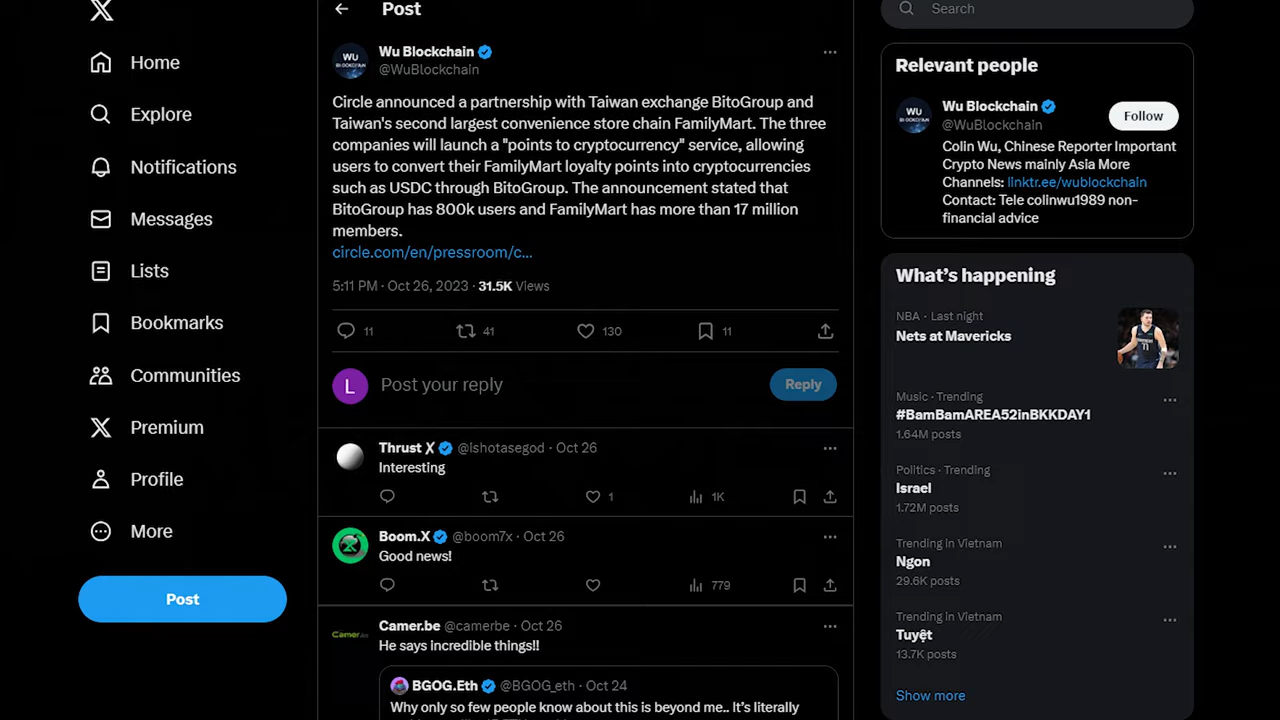 Home
Explore
Notifications
Messages
Lists
Bookmarks
Communities
Premium
Profile
More
Post
Post
WU
BLOCKCHAIN
Wu Blockchain
@WuBlockchain
Circle announced a partnership with Taiwan exchange BitoGroup and
Taiwan's second largest convenience store chain FamilyMart. The three
companies will launch a "points to cryptocurrency" service, allowing
users to convert their FamilyMart loyalty points into cryptocurrencies
such as USDC through BitoGroup. The announcement stated that
BitoGroup has 800k users and FamilyMart has more than 17 million
members.
circle.com/en/pressroom/c...
5:11 PM · Oct 26, 2023 · 31.5K Views
11 41 130 11
L Post your reply Reply
Thrust X @ishotasegod · Oct 26
Interesting
1 1K
Boom.X @boom7x · Oct 26
Good news!
779
Camer.be
Camer.be @camerbe · Oct 26
He says incredible things!!
BGOG.Eth @BGOG_eth · Oct 24
Why only so few people know about this is beyond me.. It's literally
Search
Relevant people
WU
BLOCKCHAIN
Wu Blockchain
@WuBlockchain
Follow
Colin Wu, Chinese Reporter Important
Crypto News mainly Asia More
Channels: linktr.ee/wublockchain
Contact: Tele colinwu1989 non-
financial advice
What's happening
NBA · Last night
Nets at Mavericks
Music · Trending
#BamBamAREA52inBKKDAY1
1.64M posts
Politics · Trending
Israel
1.72M posts
Trending in Vietnam
Ngon
29.6K posts
Trending in Vietnam
Tuyệt
13.7K posts
Show more